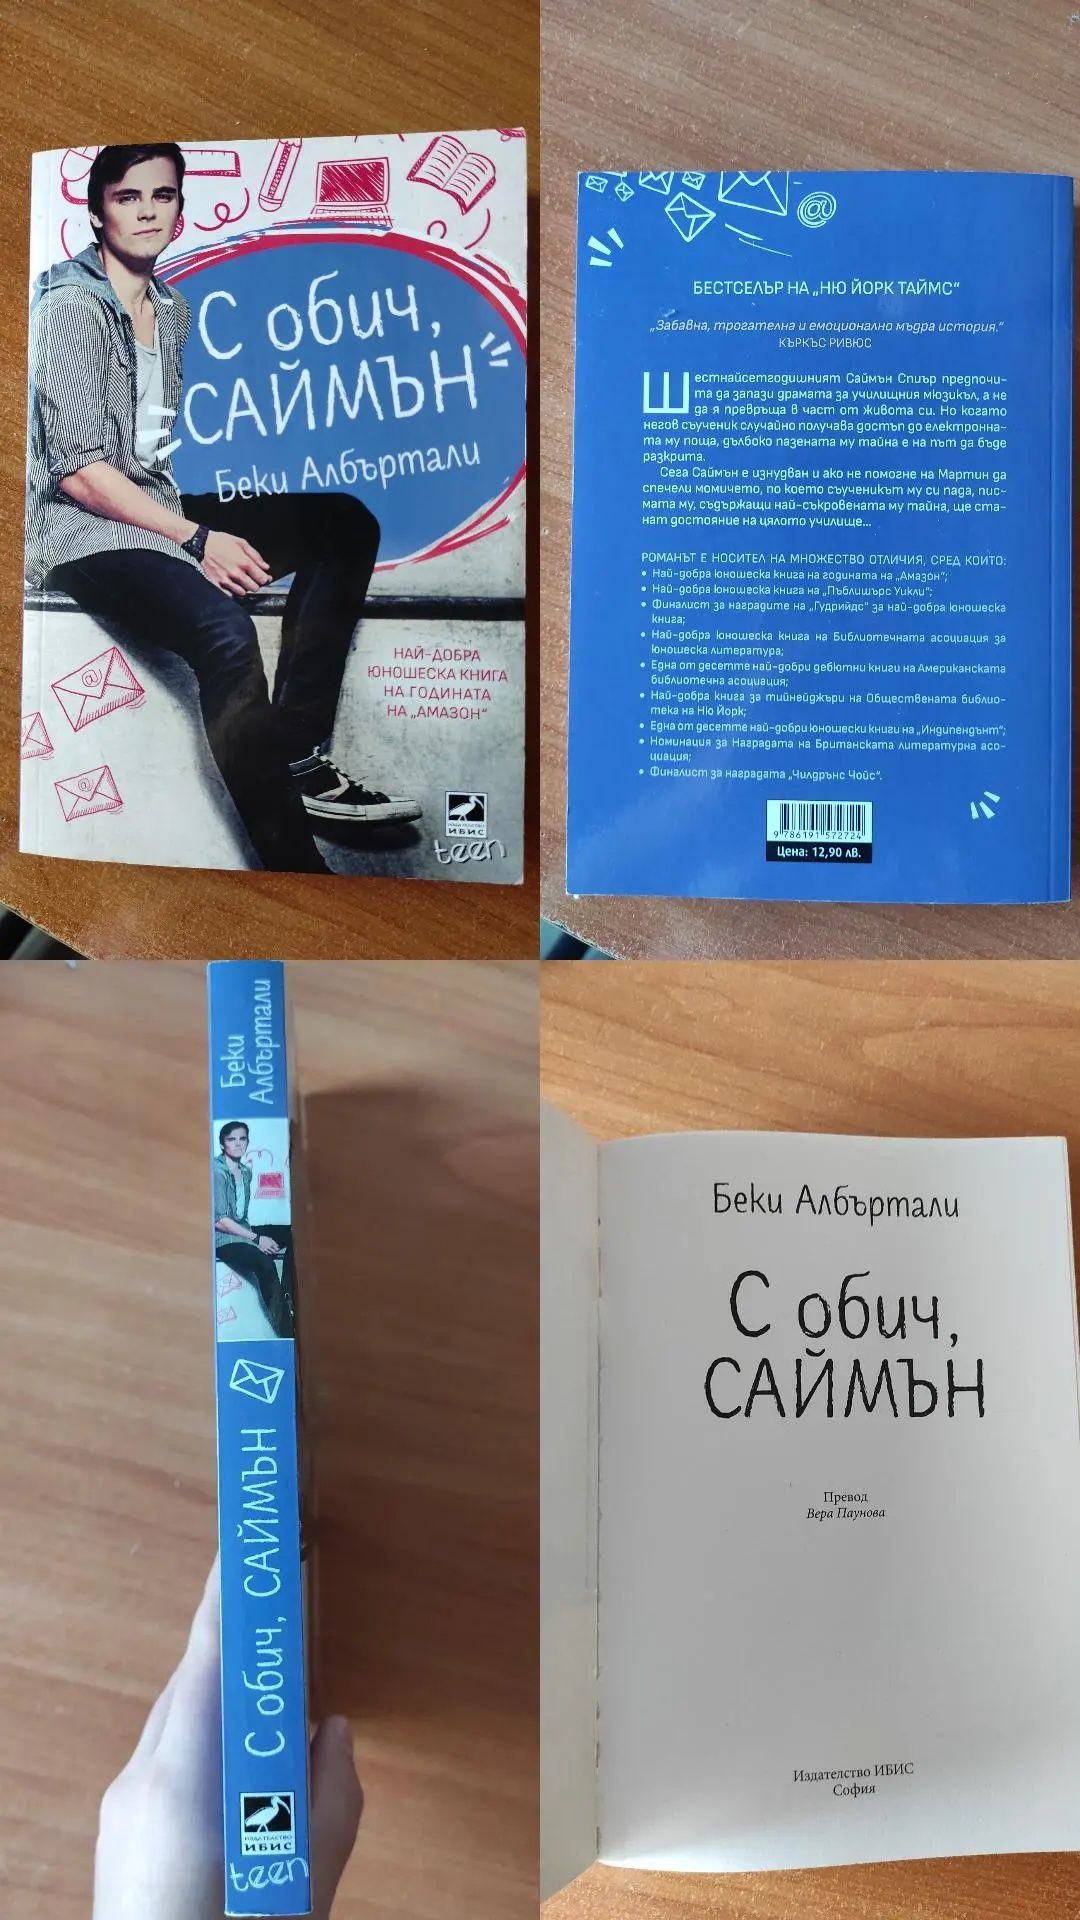 С обич,
САЙМЪН
Беки Албъртали
НАЙ-ДОБРА
ЮНОШЕСКА КНИГА
НА ГОДИНАТА
НА „АМАЗОН“
ИЗДАТЕЛСТВО
ИБИС
teen
@
@
@
БЕСТСЕЛЪР НА „НЮ ЙОРК ТАЙМС“
„Забавна, трогателна и емоционално мъдра история.“
КЪРКЪС РИВЮС
Шестнайсетгодишният Саймън Спиър предпочи-
та да запази драмата за училищния мюзикъл, а не
да я превръща в част от живота си. Но когато
негов съученик случайно получава достъп до електронна-
та му поща, дълбоко пазената му тайна е на път да бъде
разкрита.
Сега Саймън е изнудван и ако не помогне на Мартин да
спечели момичето, по което съученикът му си пада, пис-
мата му, съдържащи най-съкровената му тайна, ще ста-
нат достояние на цялото училище...
РОМАНЪТ Е НОСИТЕЛ НА МНОЖЕСТВО ОТЛИЧИЯ, СРЕД КОИТО:
• Най-добра юношеска книга на годината на „Амазон“;
• Най-добра юношеска книга на „Пъблишърс Уикли“;
• Финалист за наградите на „Гудрийдс“ за най-добра юношеска
книга;
• Най-добра юношеска книга на Библиотечната асоциация за
юношеска литература;
• Една от десетте най-добри дебютни книги на Американската
библиотечна асоциация;
• Най-добра книга за тийнейджъри на Обществената библио-
тека на Ню Йорк;
• Една от десетте най-добри юношески книги на „Индипендънт“;
• Номинация за Наградата на Британската литературна асо-
циация;
• Финалист за наградата „Чилдрънс Чойс“.
9 786191 572724
Цена: 12,90 лв.
Беки
Албъртали
С обич, САЙМЪН
ИЗДАТЕЛСТВО
ИБИС
teen
Беки Албъртали
С обич,
САЙМЪН
Превод
Вера Паунова
Издателство ИБИС
София